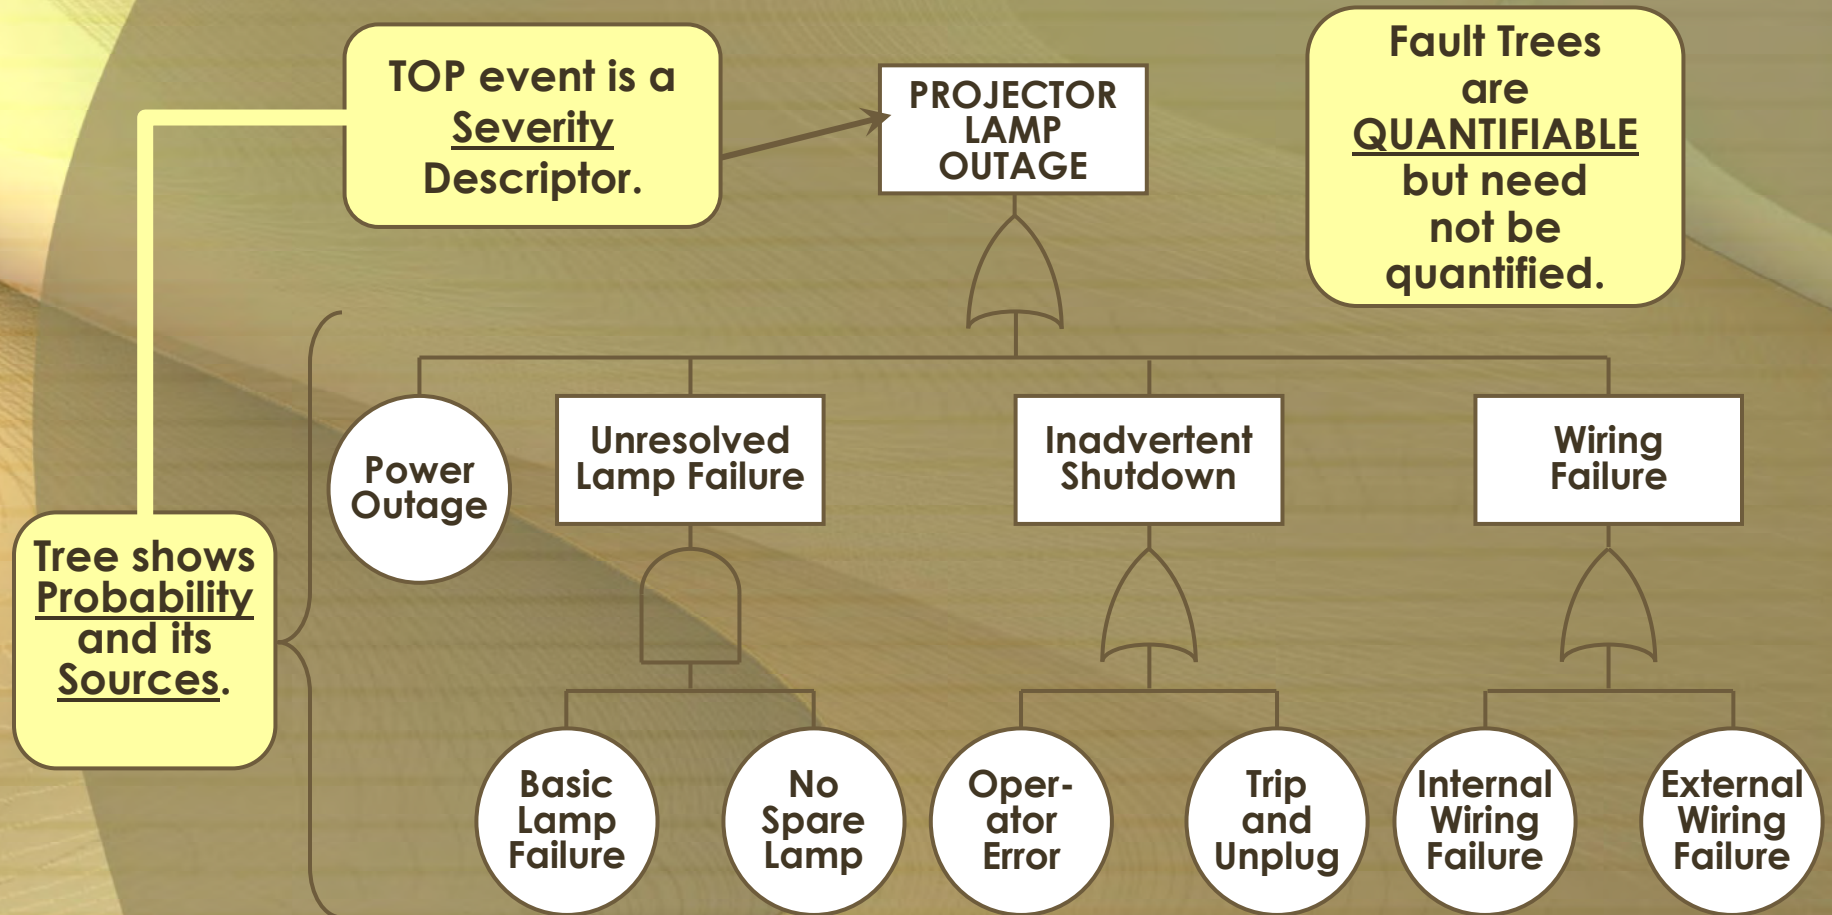 TOP event is a
Severity
Descriptor.
PROJECTOR
LAMP
OUTAGE
Fault Trees
are
QUANTIFIABLE
but need
not be
quantified.
Tree shows
Probability
and its
Sources.
Power
Outage
Unresolved
Lamp Failure
Inadvertent
Shutdown
Wiring
Failure
Basic
Lamp
Failure
No
Spare
Lamp
Oper-
ator
Error
Trip
and
Unplug
Internal
Wiring
Failure
External
Wiring
Failure